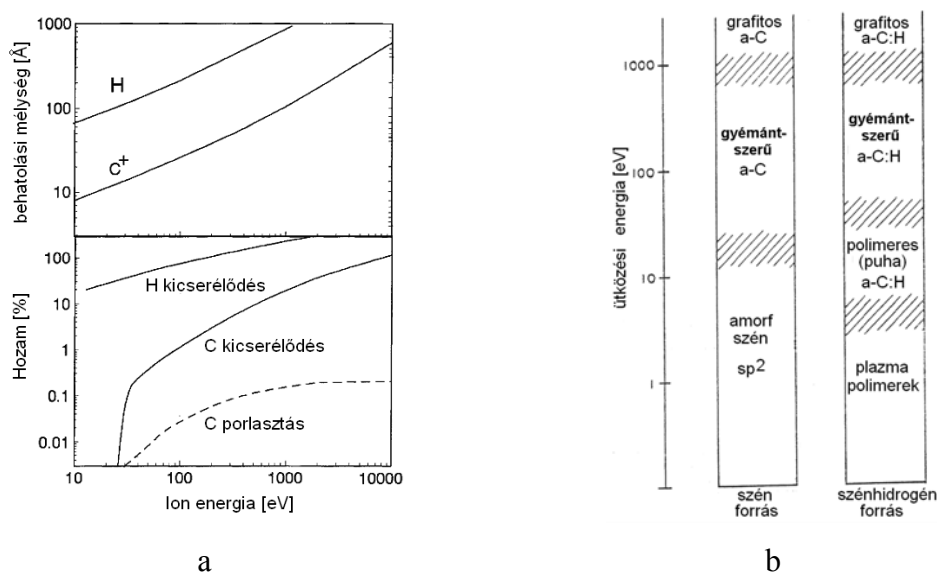 behatolási mélység [Å]
1000
100
10
H
C+
Hozam [%]
100
10
1
0.1
0.01
H kicserélődés
C kicserélődés
C porlasztás
10
100
1000
10000
Ion energia [eV]
a
ütközési energia [eV]
1000
100
10
1
grafitos
a-C
gyémánt-
szerű
a-C
amorf
szén
sp2
szén
forrás
grafitos
a-C:H
gyémánt-
szerű
a-C:H
polimeres
(puha)
a-C:H
plazma
polimerek
szénhidrogén
forrás
b